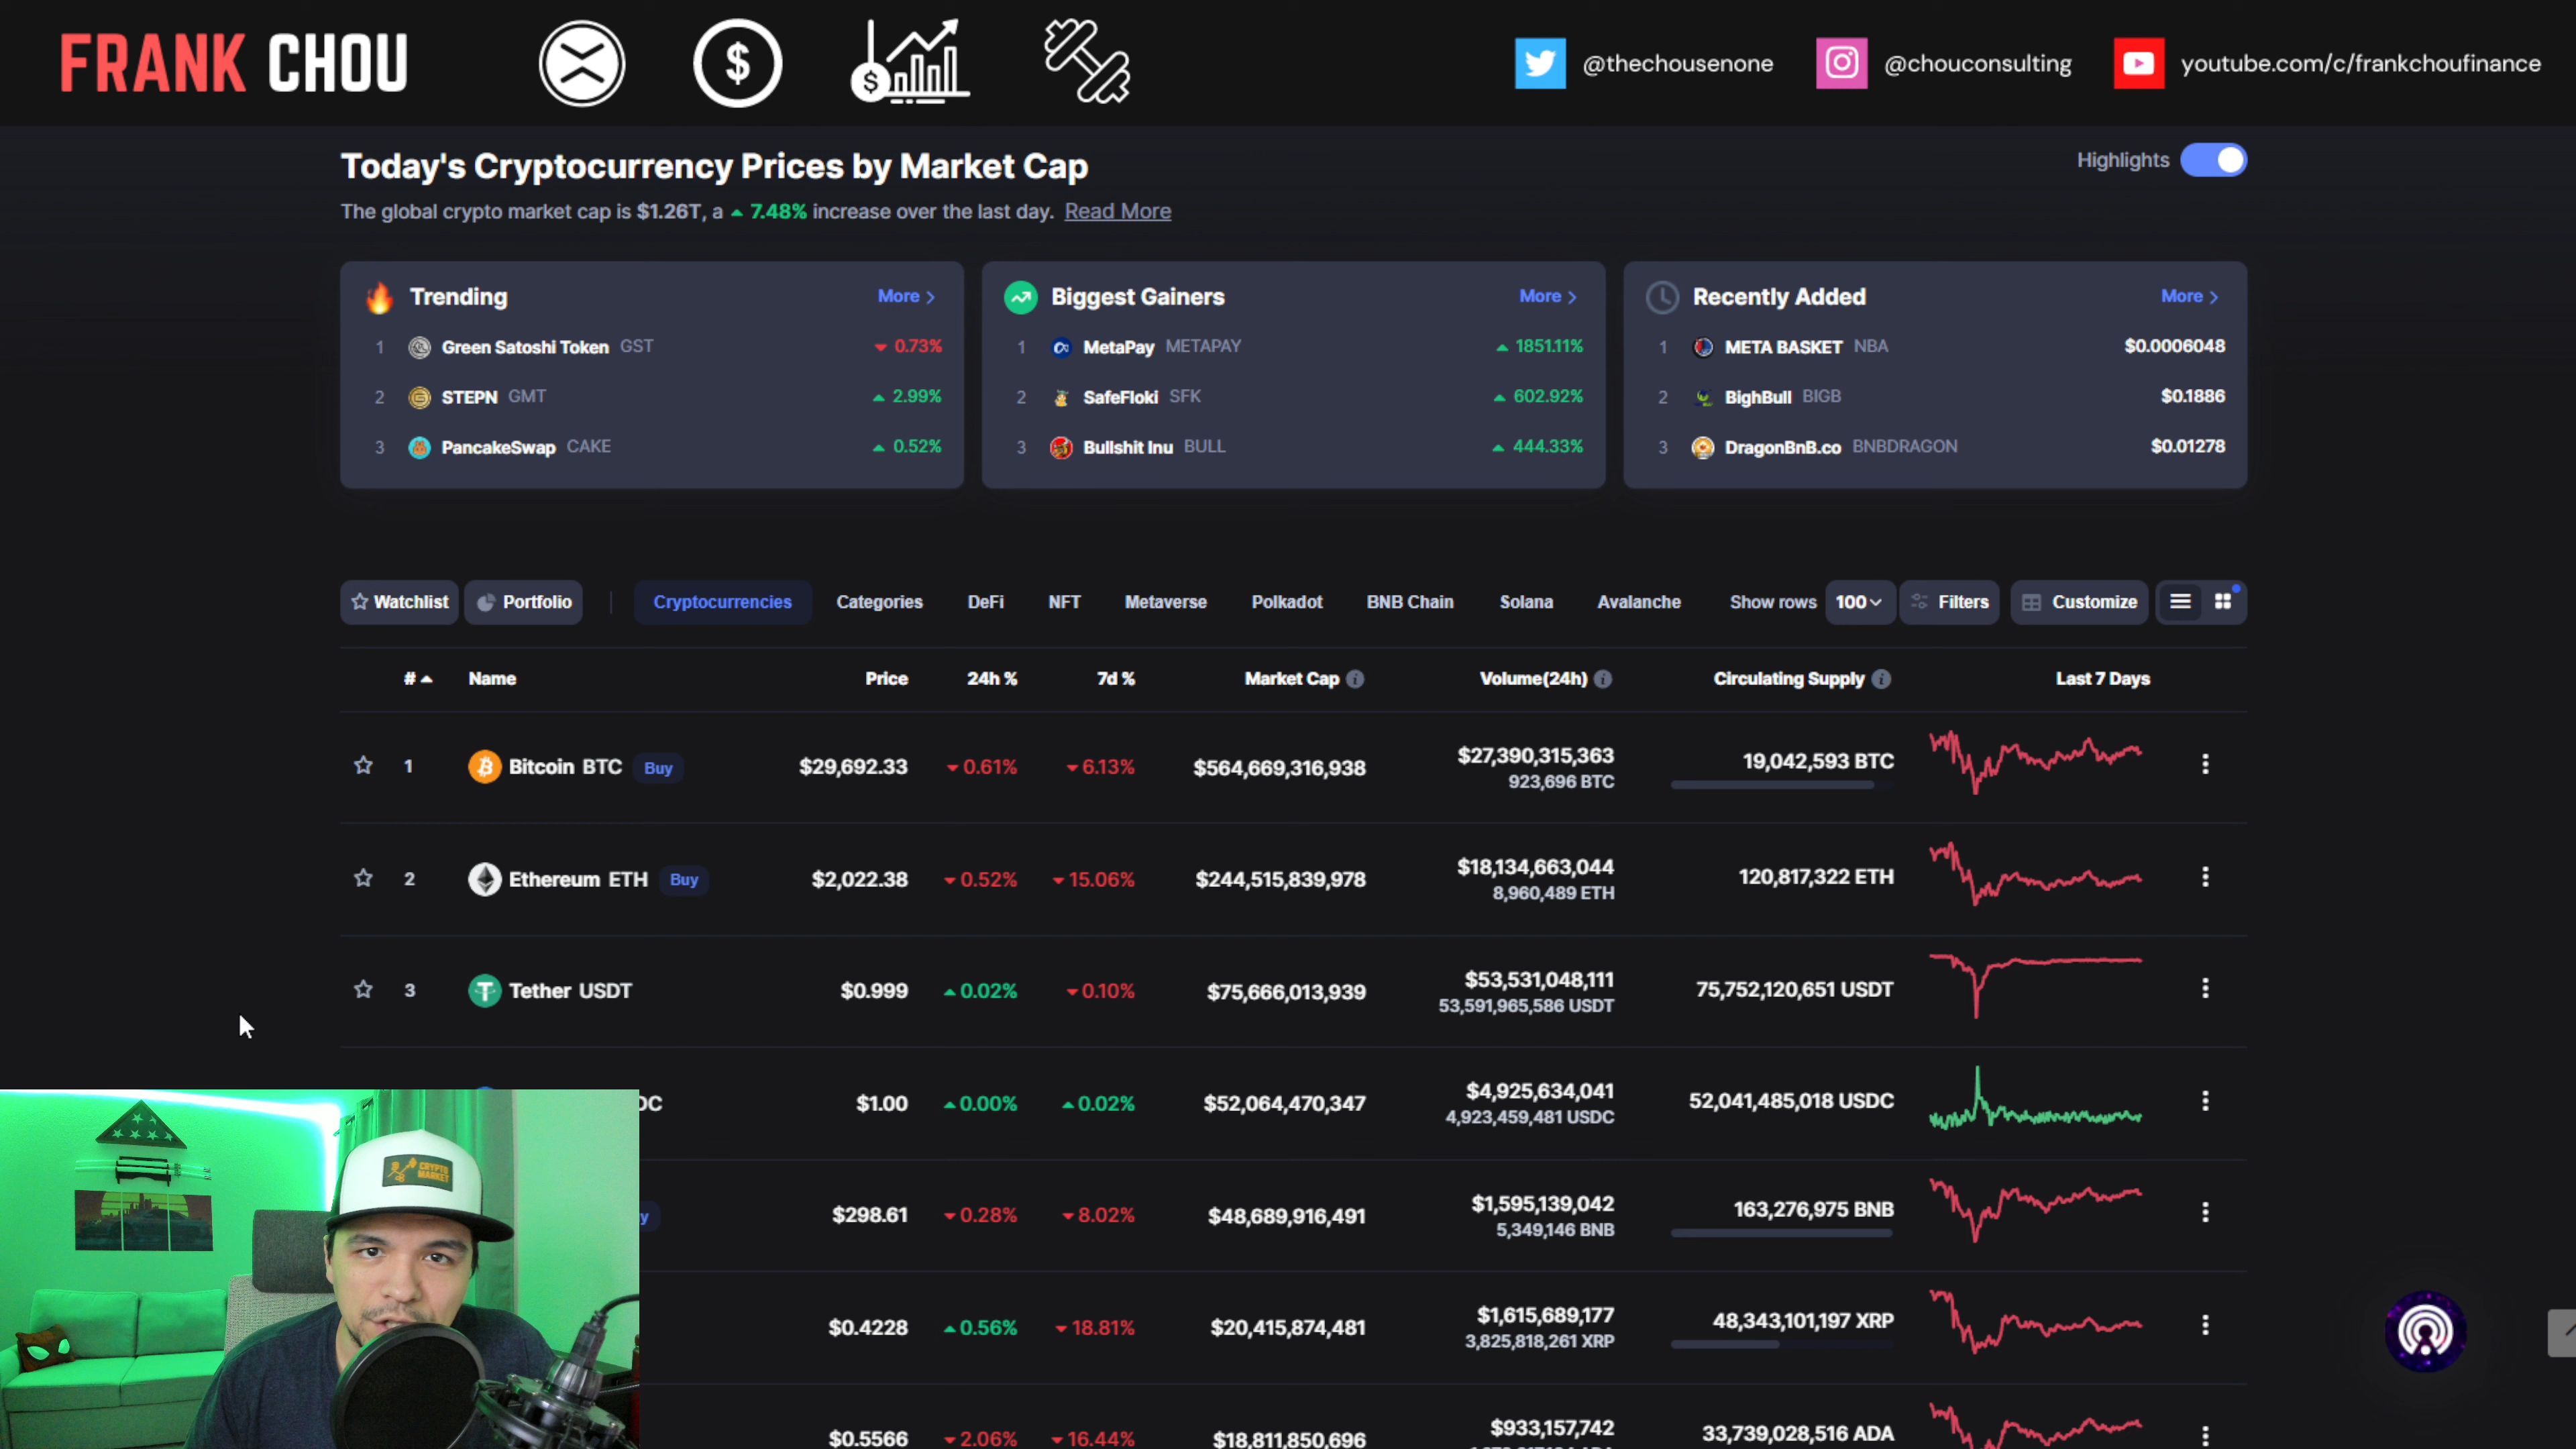 FRANK CHOU
@thechousenone
@chouconsulting
youtube.com/c/frankchoufinance
Today's Cryptocurrency Prices by Market Cap
Highlights
The global crypto market cap is $1.26T, a 7.48% increase over the last day. Read More
Trending More
1 Green Satoshi Token GST 0.73%
2 STEPN GMT 2.99%
3 PancakeSwap CAKE 0.52%
Biggest Gainers More
1 MetaPay METAPAY 1851.11%
2 SafeFloki SFK 602.92%
3 Bullshit Inu BULL 444.33%
Recently Added More
1 META BASKET NBA $0.0006048
2 BighBull BIGB $0.1886
3 DragonBnB.co BNBDRAGON $0.01278
Watchlist Portfolio Cryptocurrencies Categories DeFi NFT Metaverse Polkadot BNB Chain Solana Avalanche Show rows 100 Filters Customize
# Name Price 24h % 7d % Market Cap Volume(24h) Circulating Supply Last 7 Days
1 Bitcoin BTC Buy $29,692.33 0.61% 6.13% $564,669,316,938 $27,390,315,363 19,042,593 BTC
923,696 BTC
2 Ethereum ETH Buy $2,022.38 0.52% 15.06% $244,515,839,978 $18,134,663,044 120,817,322 ETH
8,960,489 ETH
3 Tether USDT $0.999 0.02% 0.10% $75,666,013,939 $53,531,048,111 75,752,120,651 USDT
53,591,965,586 USDT
$1.00 0.00% 0.02% $52,064,470,347 $4,925,634,041 52,041,485,018 USDC
4,923,459,481 USDC
$298.61 0.28% 8.02% $48,689,916,491 $1,595,139,042 163,276,975 BNB
5,349,146 BNB
$0.4228 0.56% 18.81% $20,415,874,481 $1,615,689,177 48,343,101,197 XRP
3,825,818,261 XRP
$0.5566 2.06% 16.44% $18,811,850,696 $933,157,742 33,739,028,516 ADA
CRYPTO
MARKET